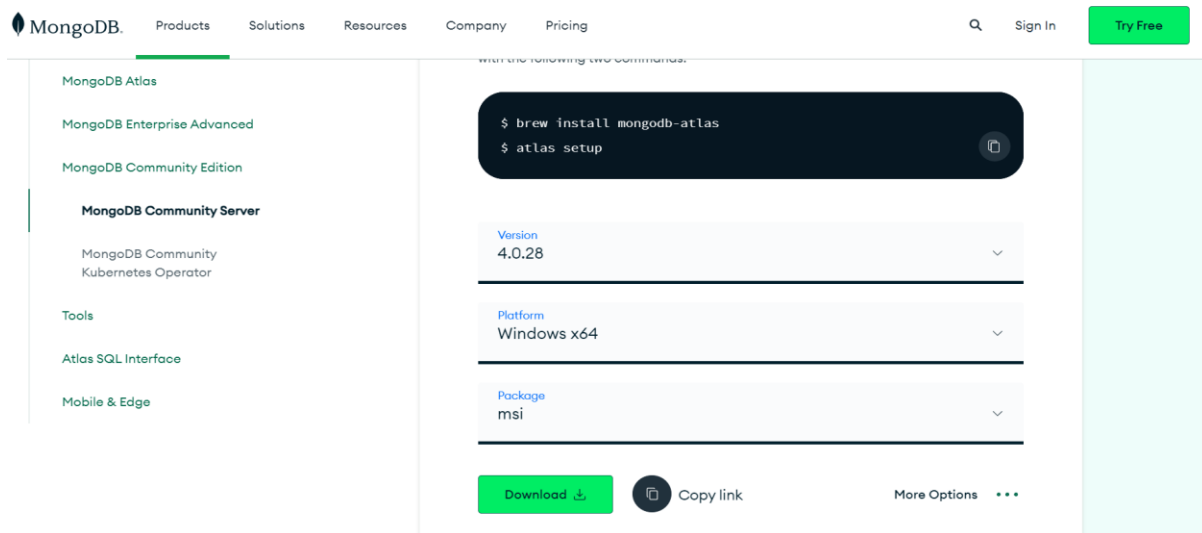 MongoDB.
Products
Solutions
Resources
Company
Pricing
Sign In
Try Free
MongoDB Atlas
MongoDB Enterprise Advanced
MongoDB Community Edition
MongoDB Community Server
MongoDB Community
Kubernetes Operator
Tools
Atlas SQL Interface
Mobile & Edge
with the following two commands:
$ brew install mongodb-atlas
$ atlas setup
Version
4.0.28
Platform
Windows x64
Package
msi
Download
Copy link
More Options